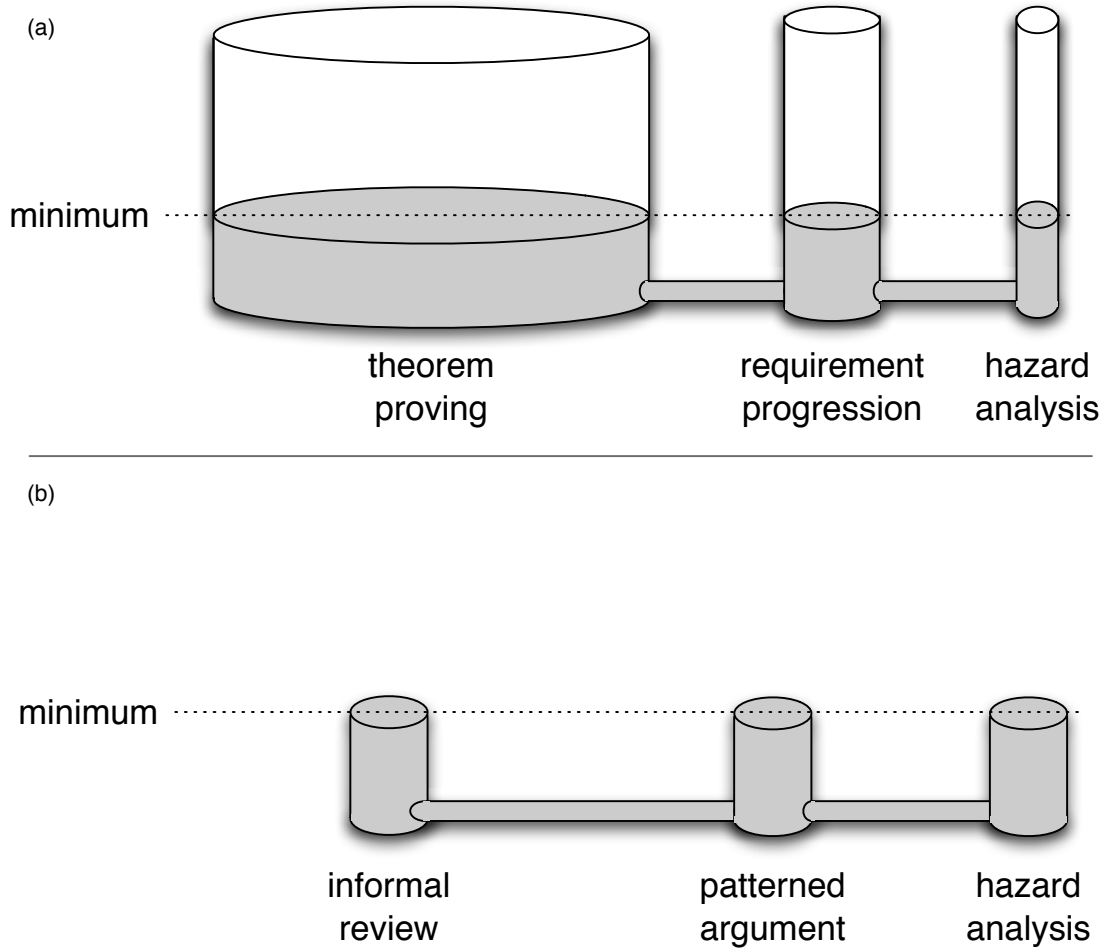 (a)
minimum
theorem
proving
requirement
progression
hazard
analysis
(b)
minimum
informal
review
patterned
argument
hazard
analysis